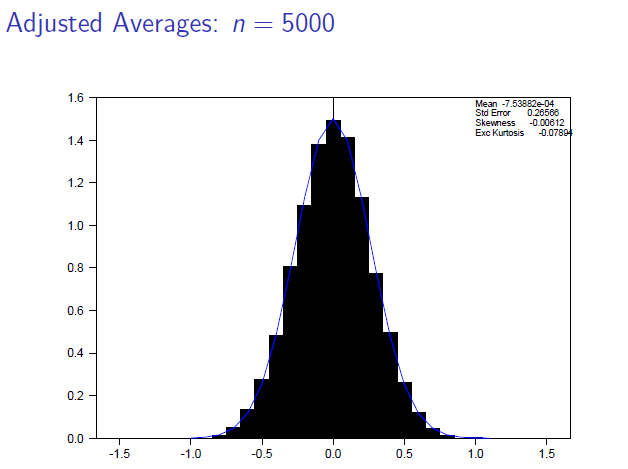 Adjusted Averages: n = 5000
Mean -7.53882e-04
Std Error 0.26566
Skewness -0.00612
Exc Kurtosis -0.07894
1.6
1.4
1.2
1.0
0.8
0.6
0.4
0.2
0.0
-1.5 -1.0 -0.5 0.0 0.5 1.0 1.5